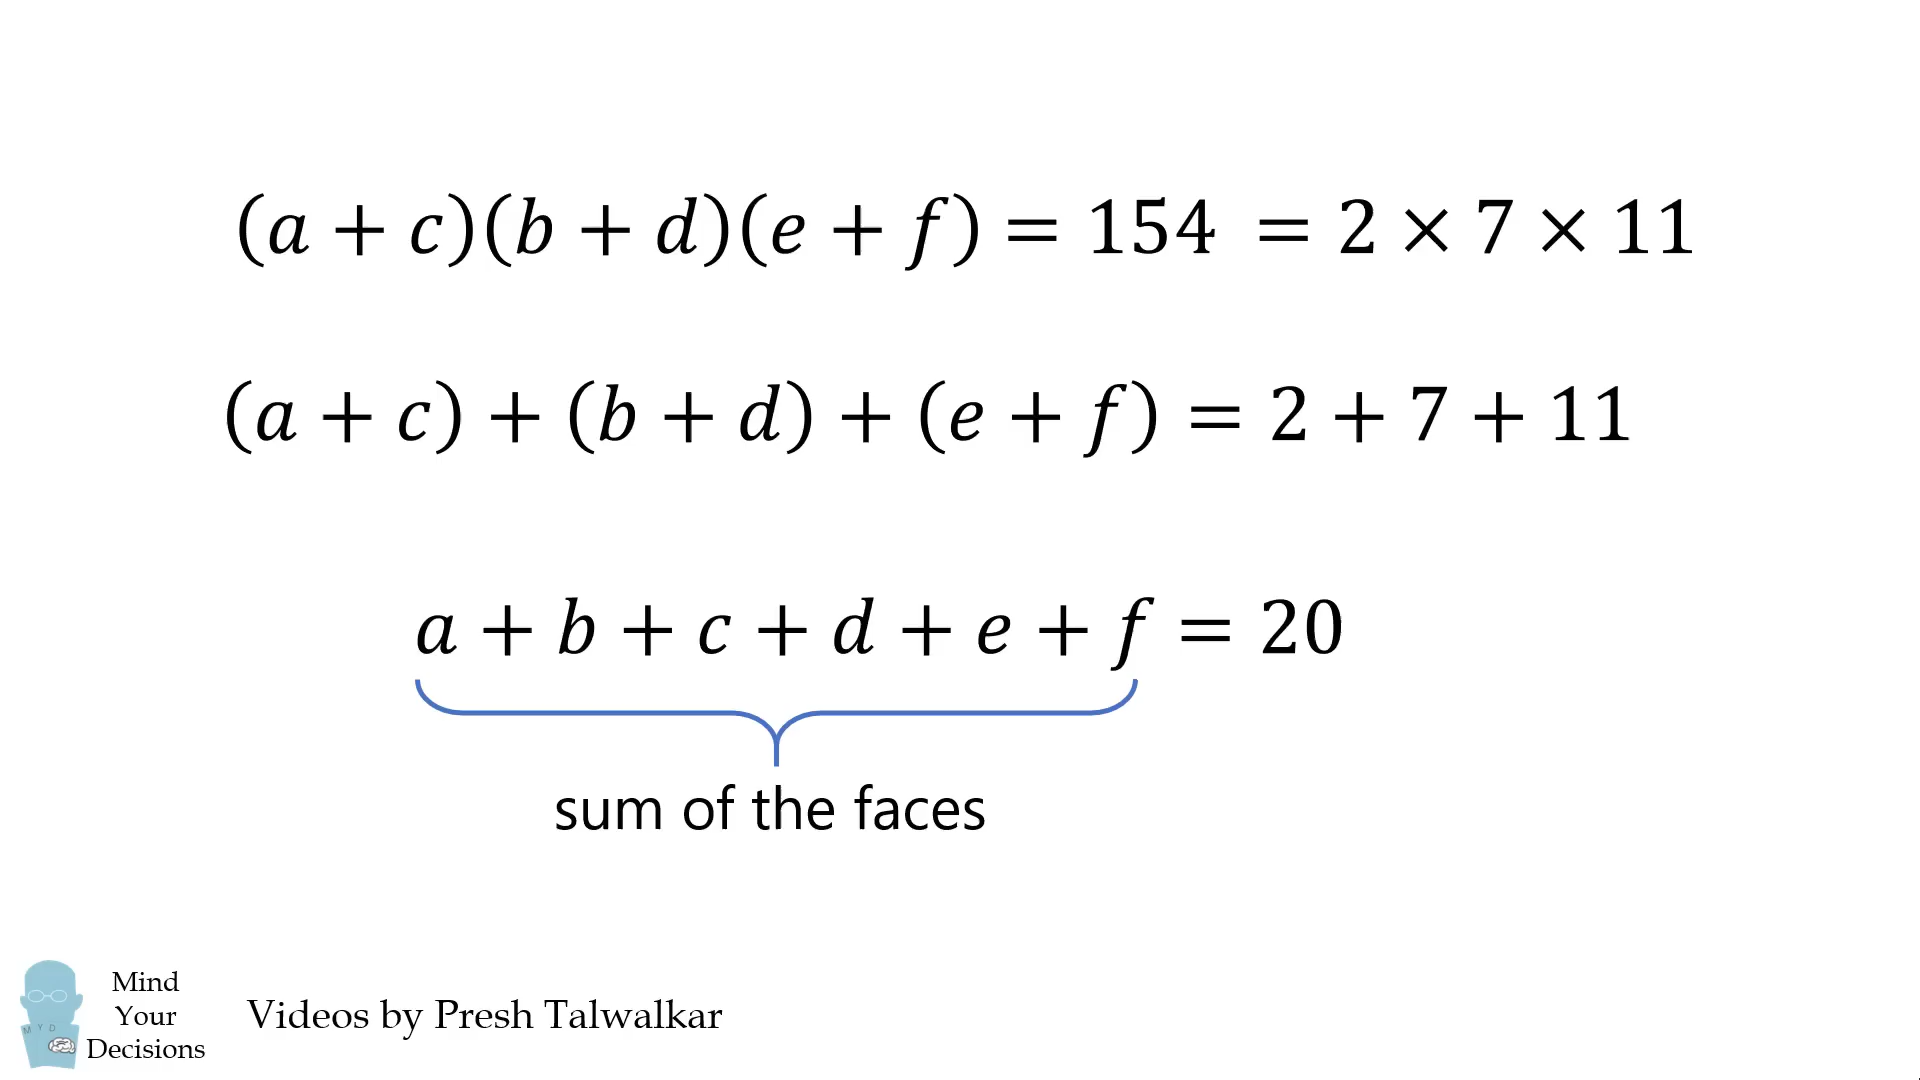 (a + c)(b + d)(e + f) = 154 = 2 × 7 × 11
(a + c) + (b + d) + (e + f) = 2 + 7 + 11
a + b + c + d + e + f = 20
sum of the faces
M Y D
Mind
Your
Decisions
Videos by Presh Talwalkar